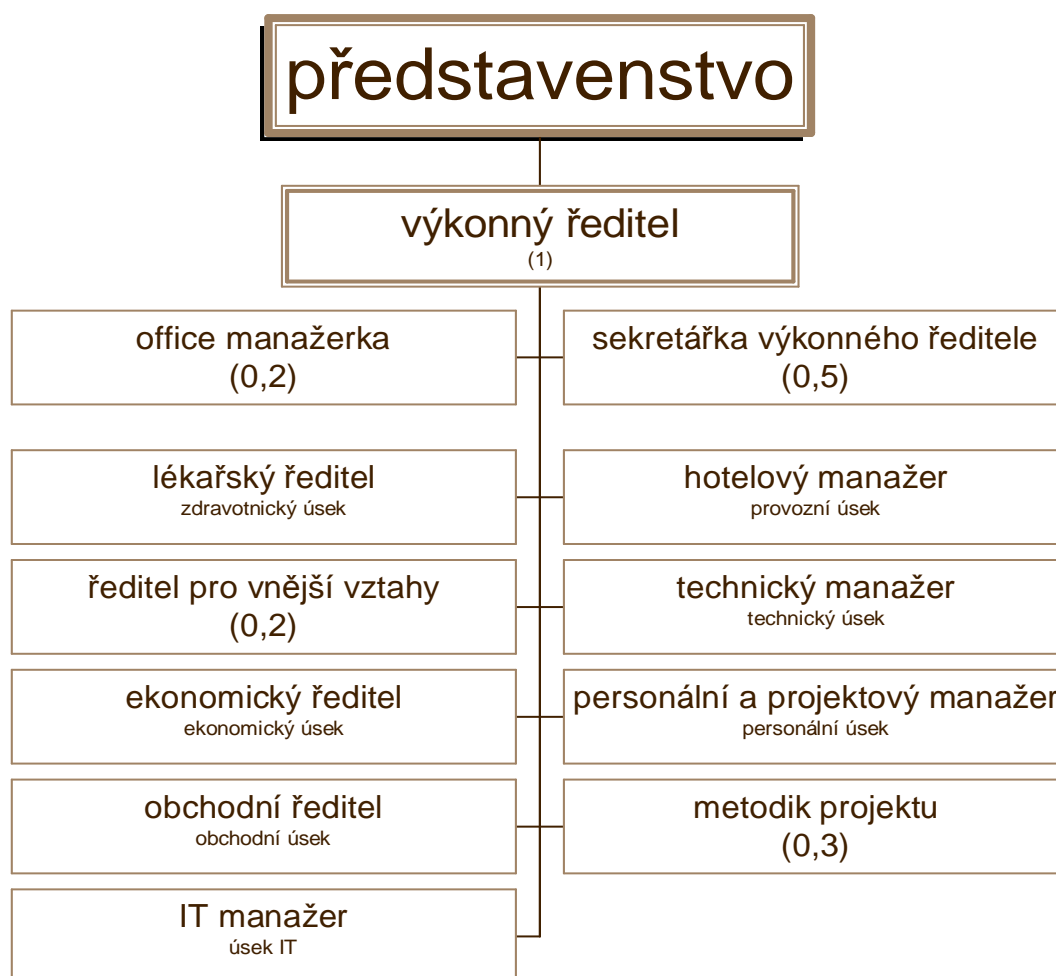 představenstvo
výkonný ředitel
(1)
office manažerka
(0,2)
sekretářka výkonného ředitele
(0,5)
lékařský ředitel
zdravotnický úsek
hotelový manažer
provozní úsek
ředitel pro vnější vztahy
(0,2)
technický manažer
technický úsek
ekonomický ředitel
ekonomický úsek
personální a projektový manažer
personální úsek
obchodní ředitel
obchodní úsek
metodik projektu
(0,3)
IT manažer
úsek IT